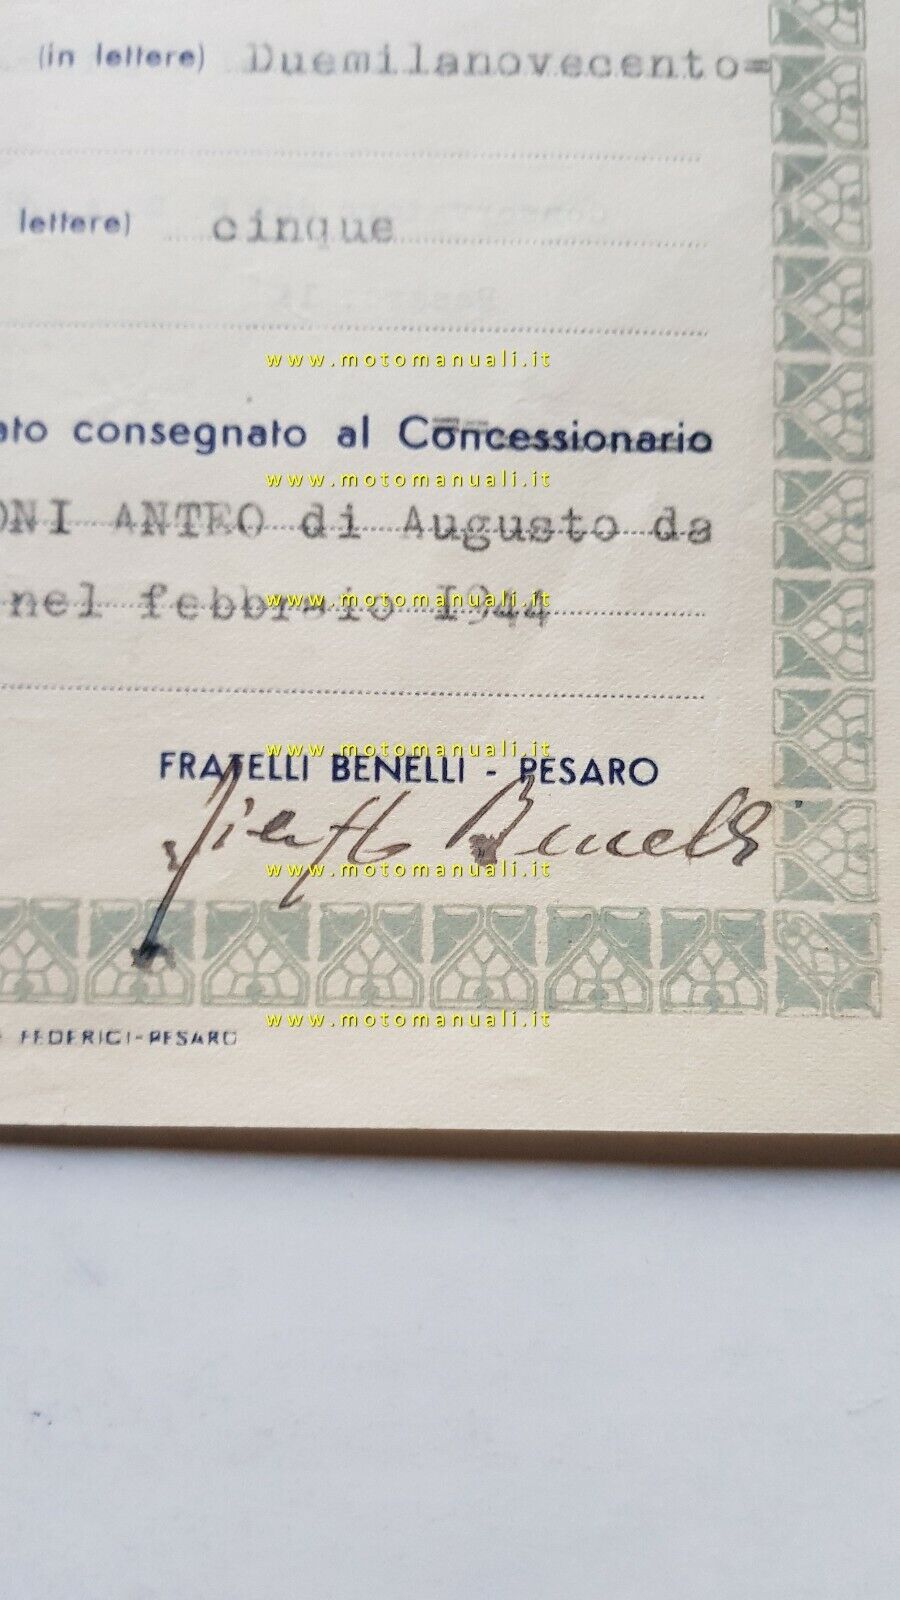 (in lettere) Duemilanovecento=
lettere) cinque
www.motomanuali.it
ato consegnato al Concessionario
www.motomanuali.it
ONI ANTEO di Augusto da
nel febbraio 1944
www.motomanuali.it
www.motomanuali.it
FRATELLI BENELLI - PESARO
Benelli
www.motomanuali.it
www.motomanuali.it
FEDERICI-PESARO